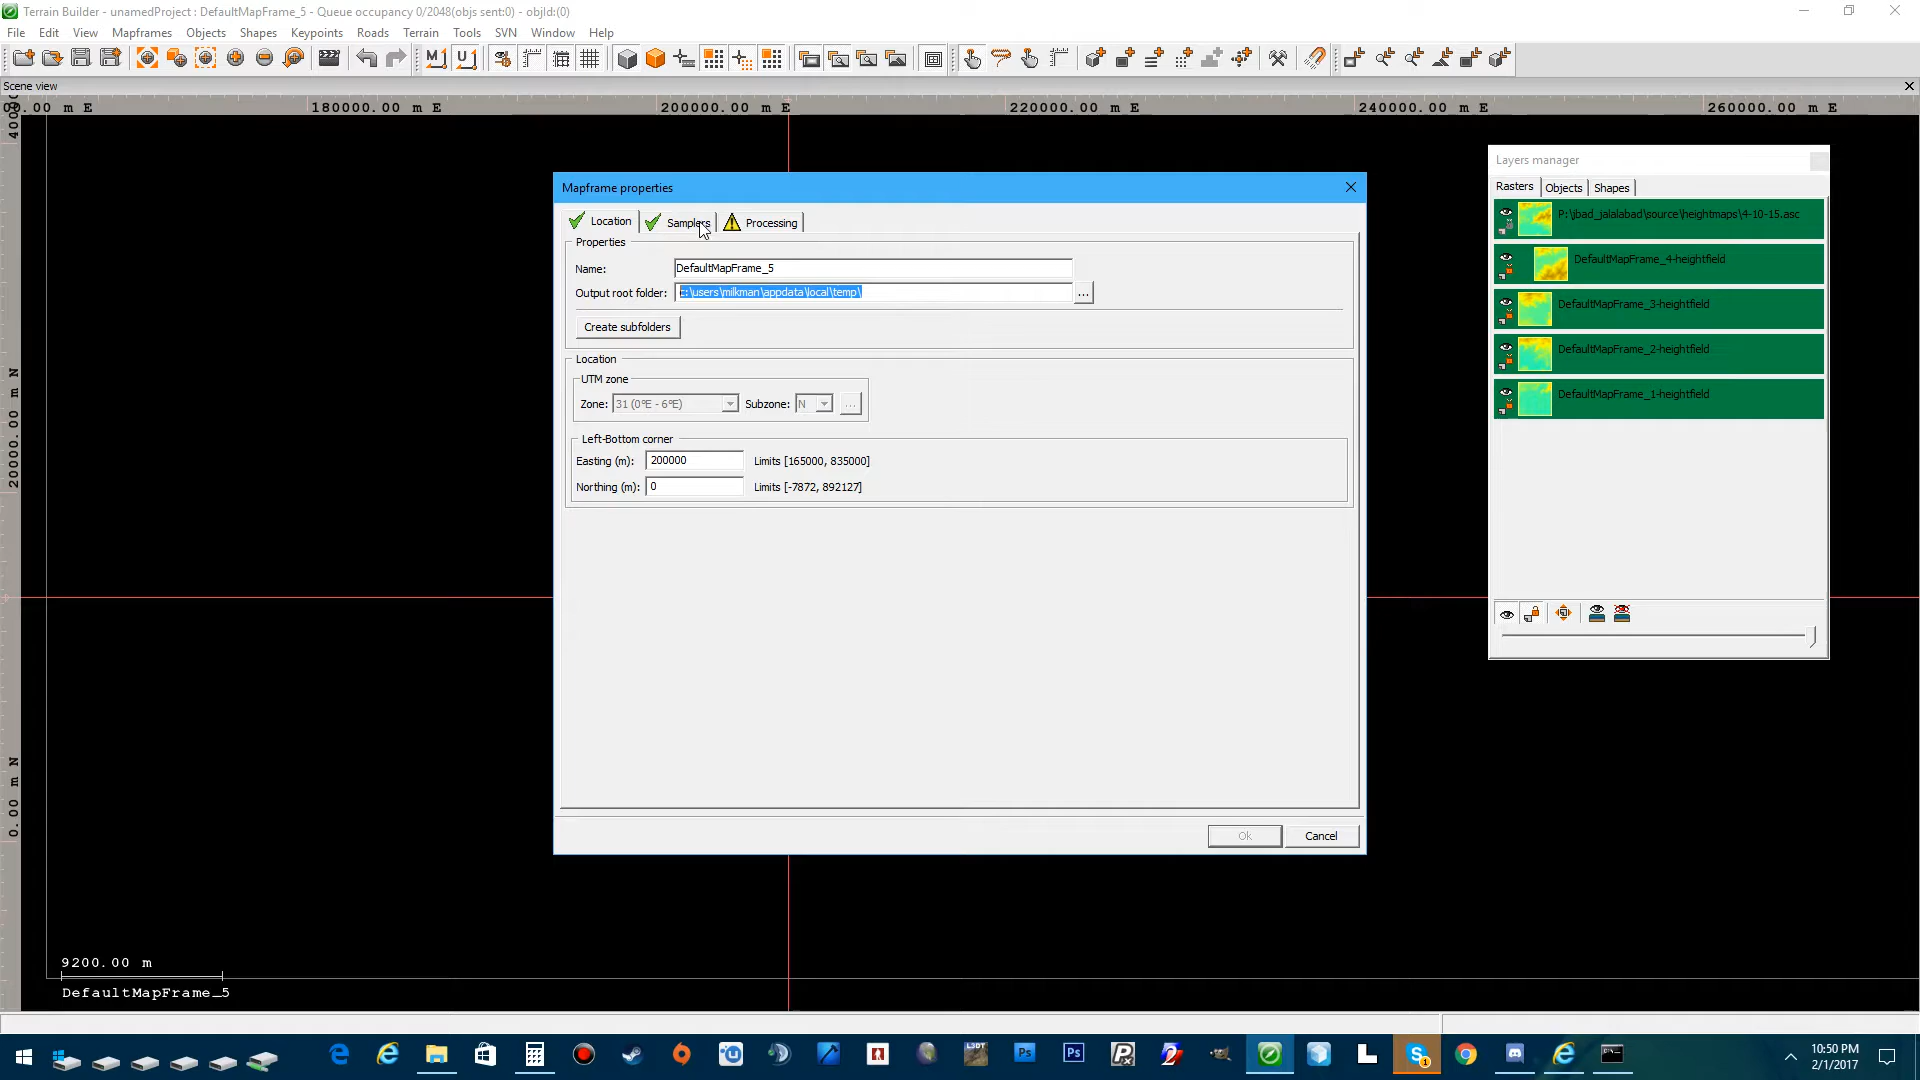 Terrain Builder - unnamedProject : DefaultMapFrame_5 - Queue occupancy 0/2048(objs sent:0) - objId:(0)
File Edit View Mapframes Objects Shapes Keypoints Roads Terrain Tools SVN Window Help
Scene view
180000.00 m E 200000.00 m E 220000.00 m E 240000.00 m E 260000.00 m E
Mapframe properties
Location Samplers Processing
Properties
Name: DefaultMapFrame_5
Output root folder: c:\users\milkman\appdata\local\temp\ ...
Create subfolders
Location
UTM zone
Zone: 31 (0°E - 6°E) Subzone: N ...
Left-Bottom corner
Easting (m): 200000 Limits [165000, 835000]
Northing (m): 0 Limits [-7872, 892127]
Ok Cancel
Layers manager
Rasters Objects Shapes
P:\jbad_jalalabad\source\heightmaps\4-10-15.asc
DefaultMapFrame_4-heightfield
DefaultMapFrame_3-heightfield
DefaultMapFrame_2-heightfield
DefaultMapFrame_1-heightfield
20000.00 m N
0.00 m N
9200.00 m
DefaultMapFrame_5
10:50 PM
2/1/2017